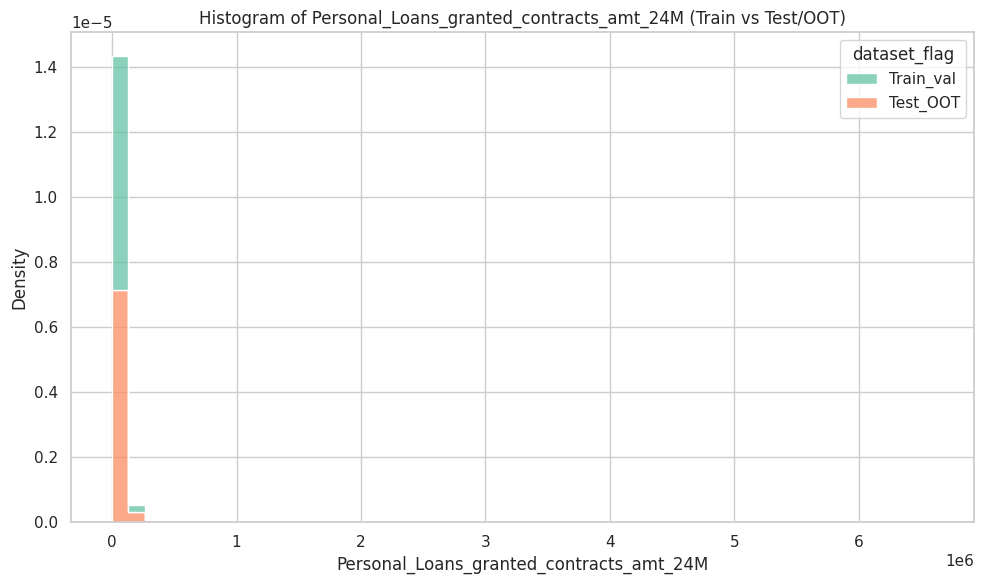 Histogram of Personal_Loans_granted_contracts_amt_24M (Train vs Test/OOT)
1e−5
dataset_flag
Train_val
Test_OOT
Density
1.4
1.2
1.0
0.8
0.6
0.4
0.2
0.0
0 1 2 3 4 5 6
1e6
Personal_Loans_granted_contracts_amt_24M